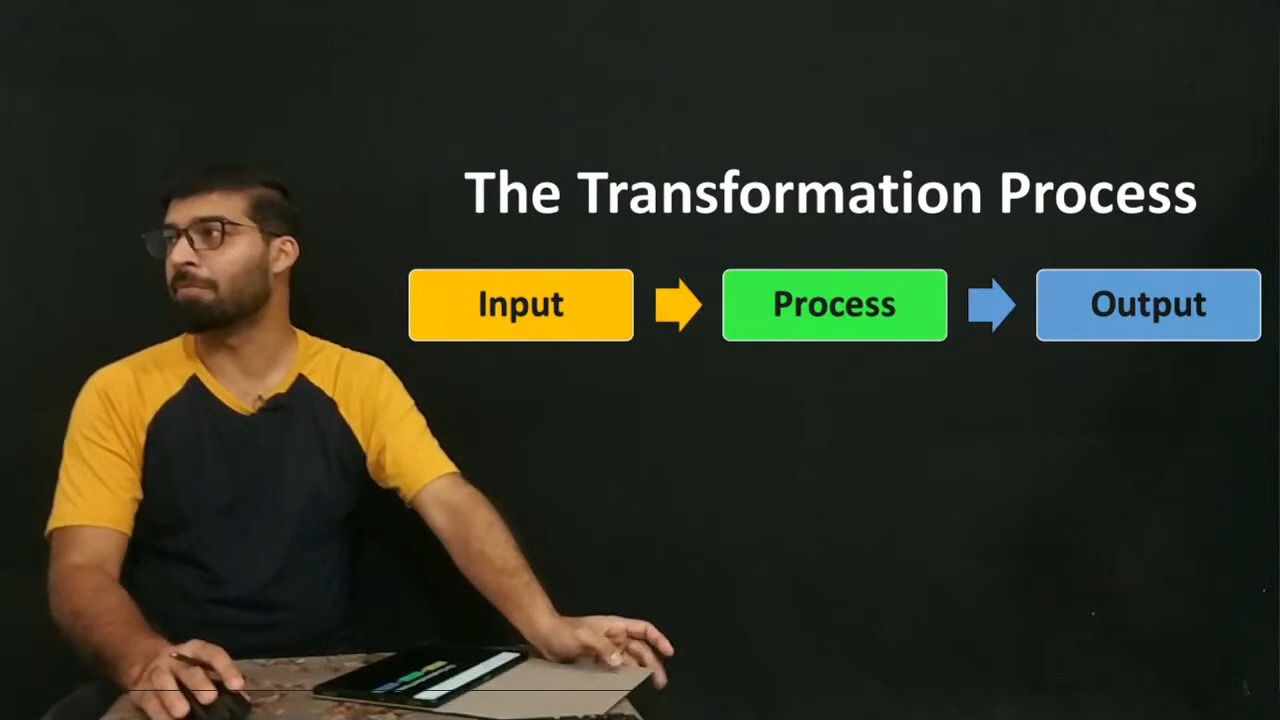 The Transformation Process
Input
Process
Output